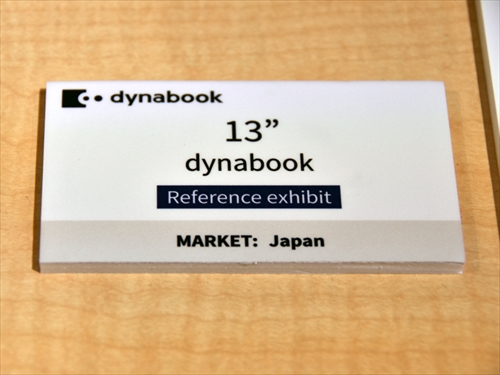 dynabook
13”
dynabook
Reference exhibit
MARKET: Japan